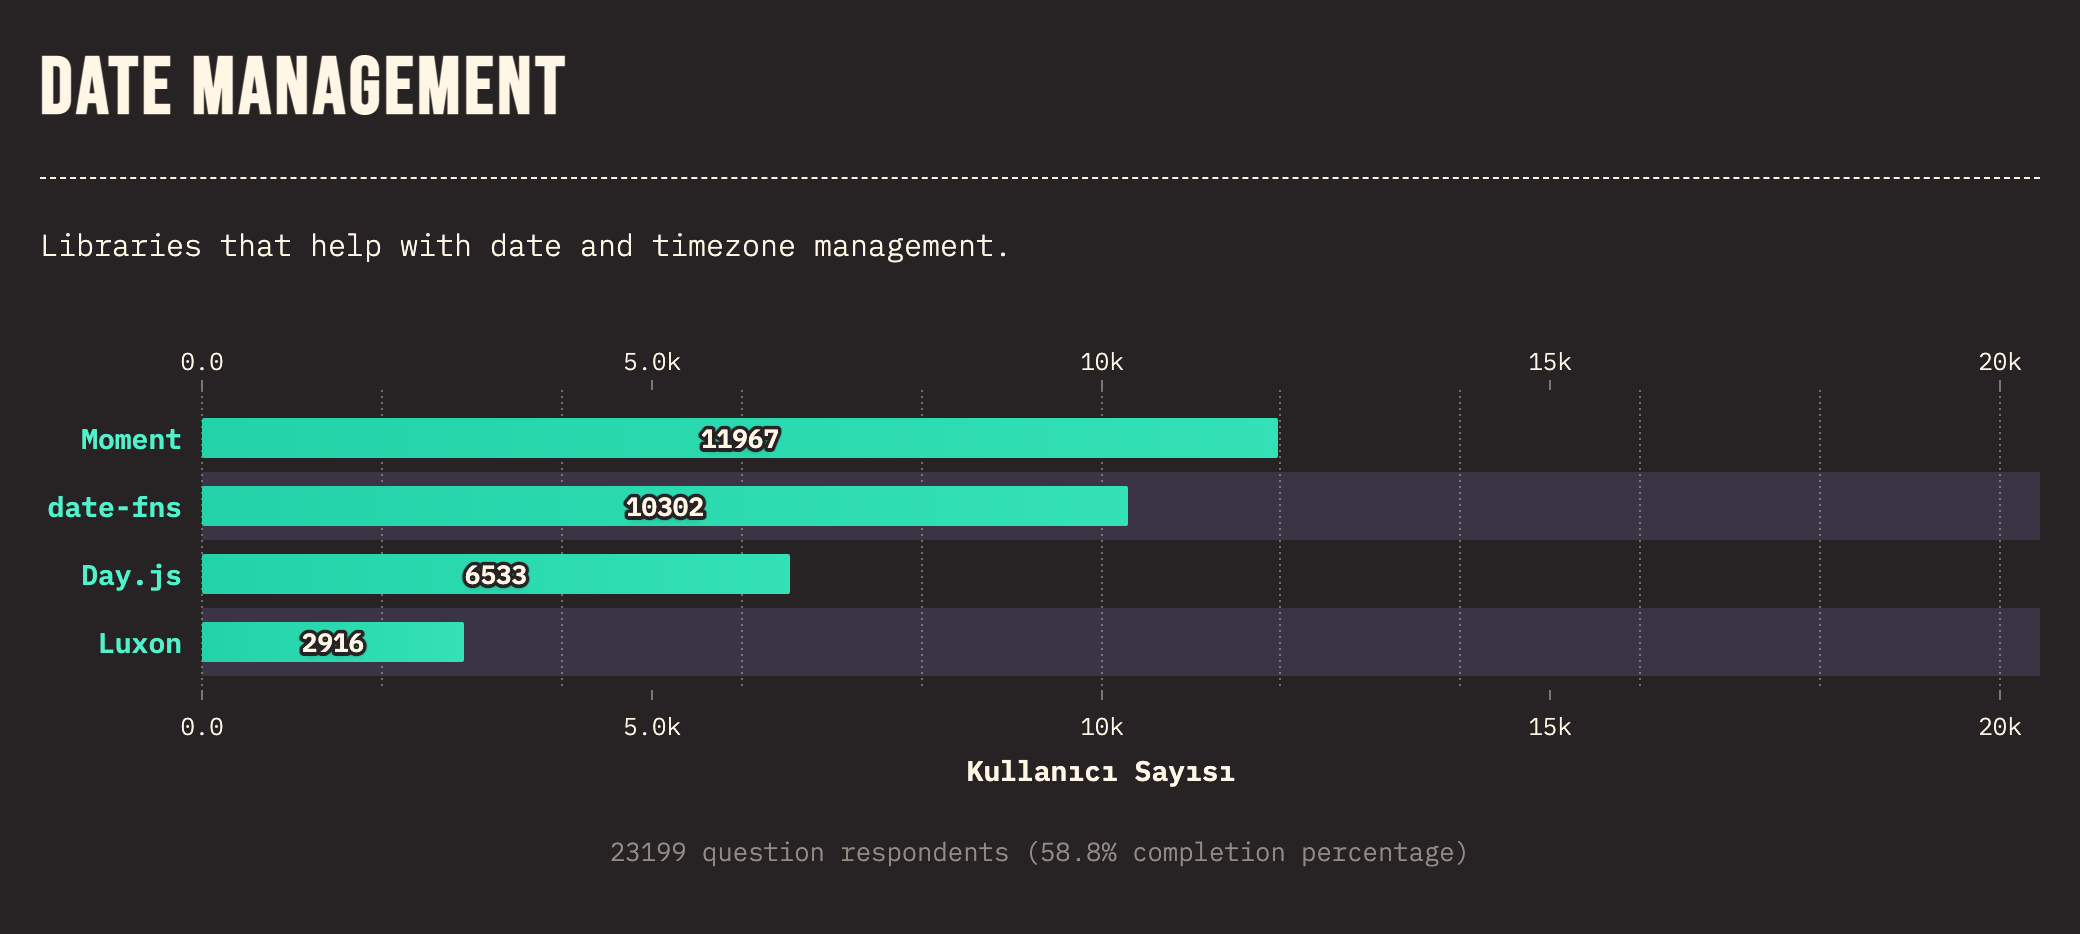 DATE MANAGEMENT
Libraries that help with date and timezone management.
0.0 5.0k 10k 15k 20k
Moment 11967
date-fns 10302
Day.js 6533
Luxon 2916
0.0 5.0k 10k 15k 20k
Kullanıcı Sayısı
23199 question respondents (58.8% completion percentage)